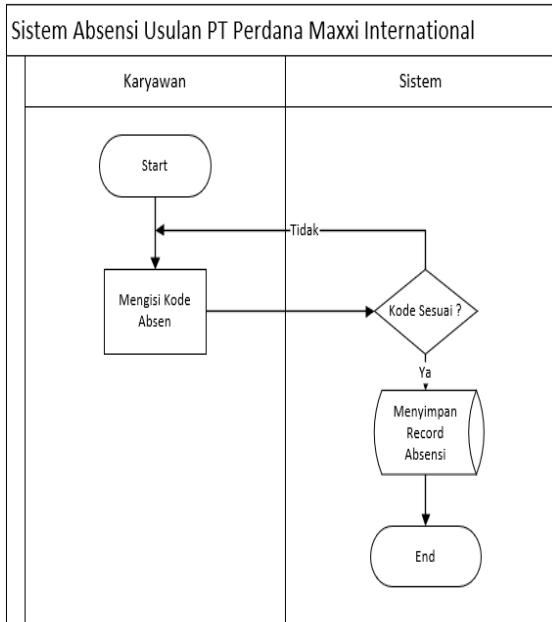 Sistem Absensi Usulan PT Perdana Maxxi International
Karyawan
Sistem
Start
Tidak
Mengisi Kode
Absen
Kode Sesuai ?
Ya
Menyimpan
Record
Absensi
End